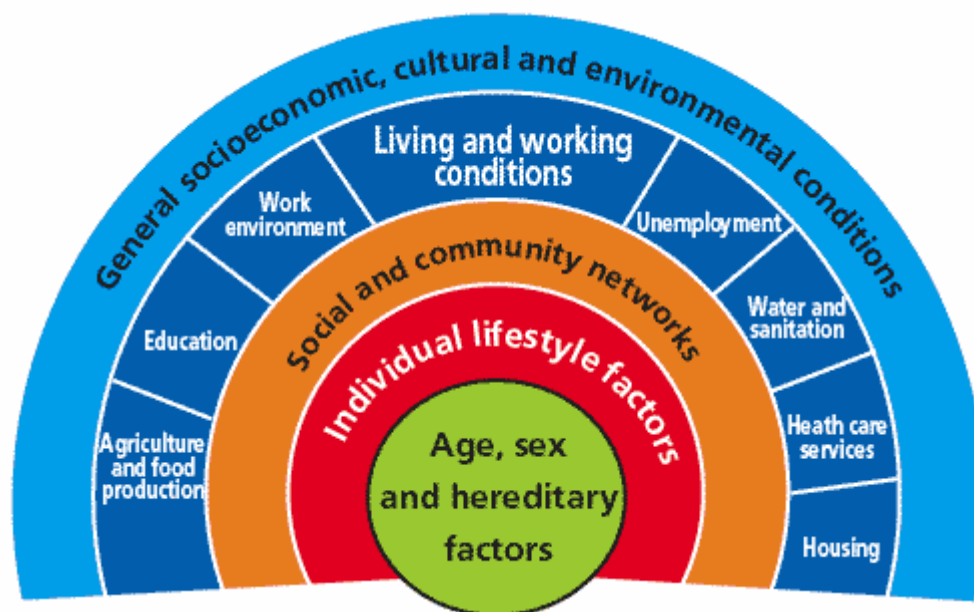 General socioeconomic, cultural and environmental conditions
Living and working
conditions
Work
environment
Unemployment
Education
Water and
sanitation
Agriculture
and food
production
Heath care
services
Housing
Social and community networks
Individual lifestyle factors
Age, sex
and hereditary
factors